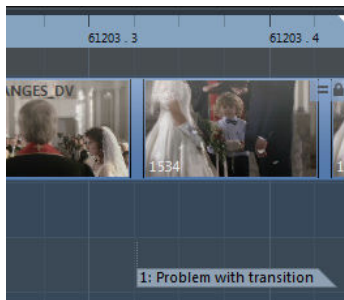 61203 . 3
61203 . 4
ANGES_DV
1534
1: Problem with transition